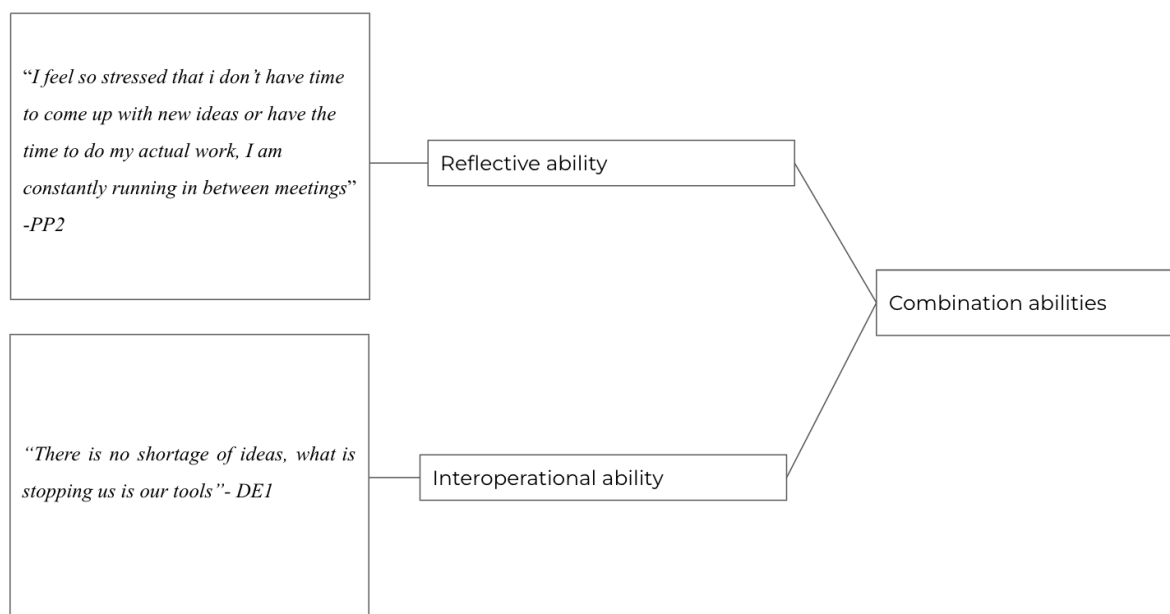 “I feel so stressed that i don’t have time
to come up with new ideas or have the
time to do my actual work, I am
constantly running in between meetings”
-PP2
Reflective ability
Combination abilities
“There is no shortage of ideas, what is
stopping us is our tools”- DE1
Interoperational ability